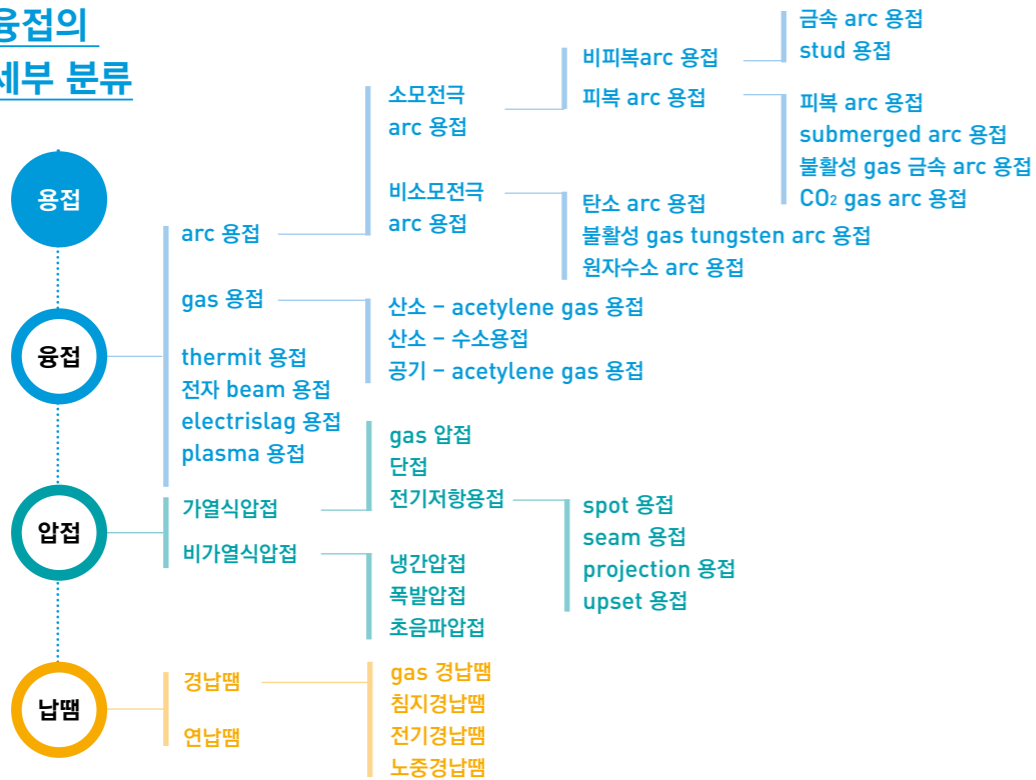 융접의
세부 분류
용접
융접
arc 용접
소모전극
arc 용접
비피복arc 용접
금속 arc 용접
stud 용접
피복 arc 용접
피복 arc 용접
submerged arc 용접
불활성 gas 금속 arc 용접
CO₂ gas arc 용접
비소모전극
arc 용접
탄소 arc 용접
불활성 gas tungsten arc 용접
원자수소 arc 용접
gas 용접
산소 – acetylene gas 용접
산소 – 수소용접
공기 – acetylene gas 용접
thermit 용접
전자 beam 용접
electrislag 용접
plasma 용접
압접
가열식압접
gas 압접
단접
전기저항용접
spot 용접
seam 용접
projection 용접
upset 용접
비가열식압접
냉간압접
폭발압접
초음파압접
납땜
경납땜
gas 경납땜
침지경납땜
전기경납땜
노중경납땜
연납땜